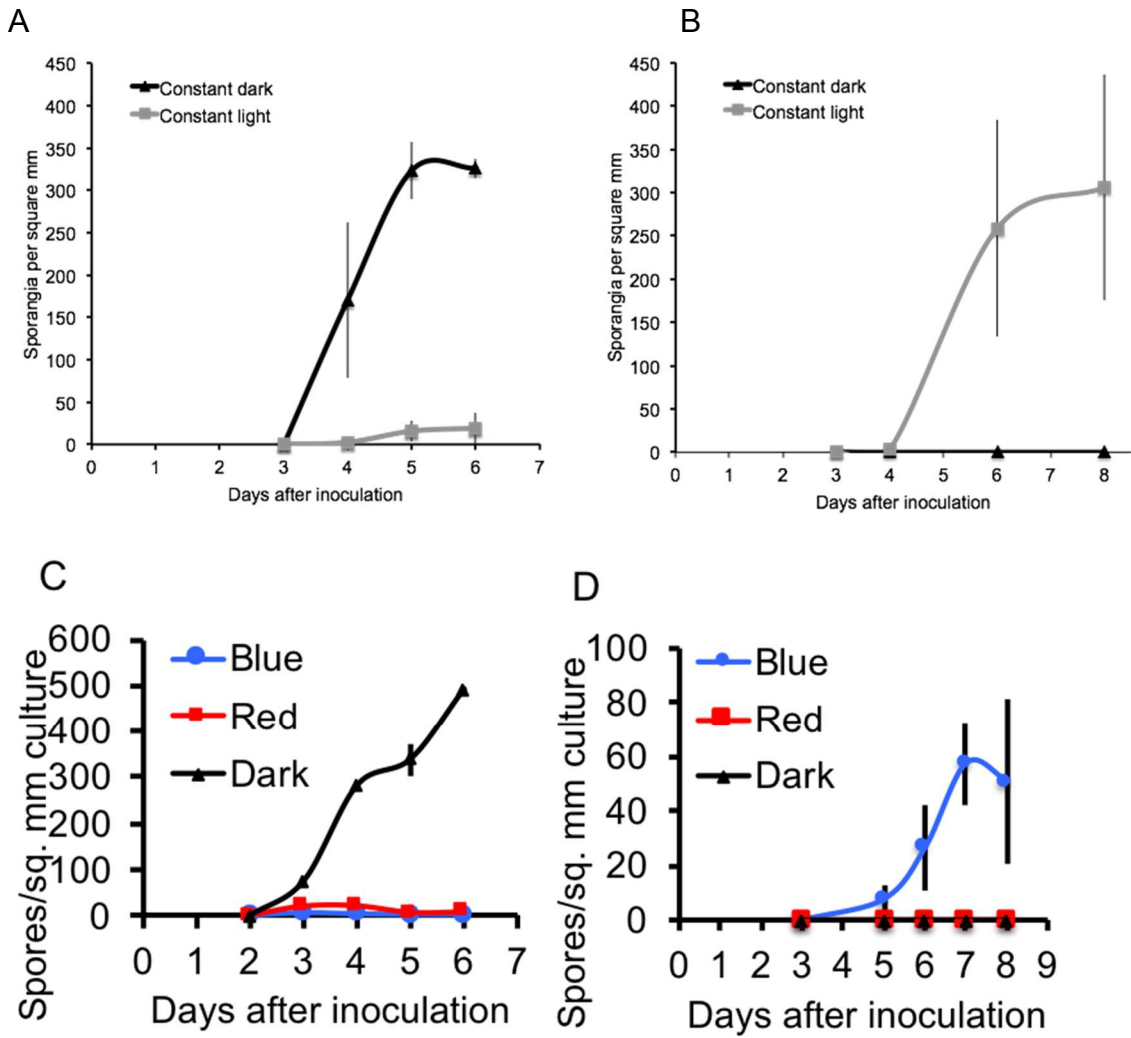 A
450
400
350
300
250
200
150
100
50
0
Sporangia per square mm
Constant dark
Constant light
0 1 2 3 4 5 6 7
Days after inoculation
B
450
400
350
300
250
200
150
100
50
0
Sporangia per square mm
Constant dark
Constant light
0 1 2 3 4 5 6 7 8
Days after inoculation
C
600
500
400
300
200
100
0
Spores/sq. mm culture
Blue
Red
Dark
0 1 2 3 4 5 6 7
Days after inoculation
D
100
80
60
40
20
0
Spores/sq. mm culture
Blue
Red
Dark
0 1 2 3 4 5 6 7 8 9
Days after inoculation